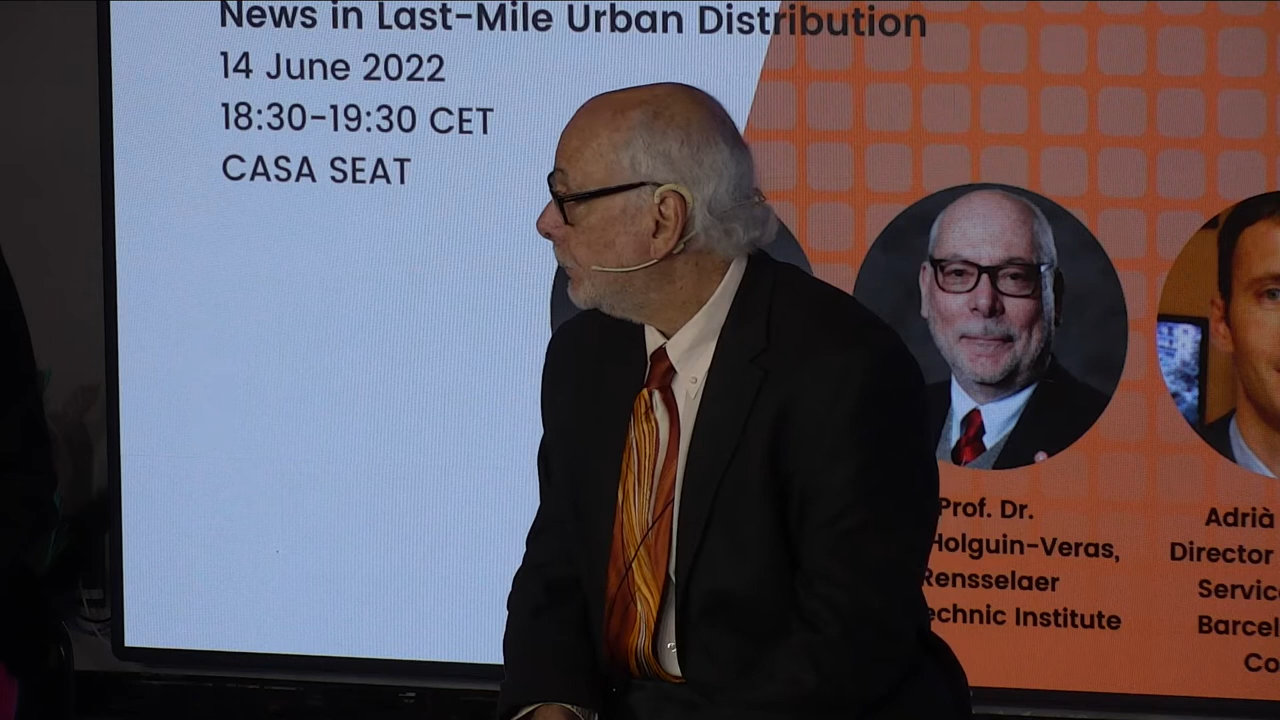 News in Last-Mile Urban Distribution
14 June 2022
18:30-19:30 CET
CASA SEAT
Prof. Dr.
Holguin-Veras,
Rensselaer
echnic Institute
Adrià
Director
Servic
Barcel
Co